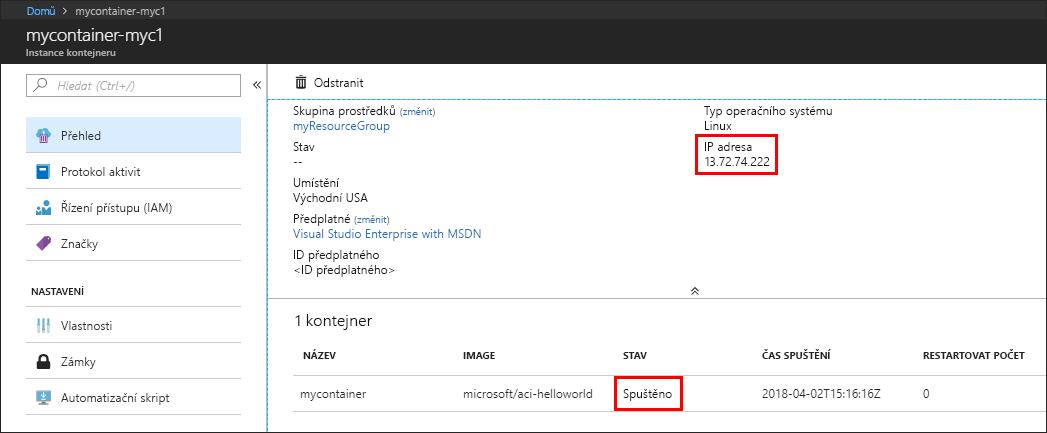 Domů > mycontainer-myc1
mycontainer-myc1
Instance kontejneru
Hledat (Ctrl+/)
Přehled
Protokol aktivit
Řízení přístupu (IAM)
Značky
NASTAVENÍ
Vlastnosti
Zámky
Automatizační skript
Odstranit
Skupina prostředků (změnit)
myResourceGroup
Stav
--
Umístění
Východní USA
Předplatné (změnit)
Visual Studio Enterprise with MSDN
ID předplatného
<ID předplatného>
Typ operačního systému
Linux
IP adresa
13.72.74.222
1 kontejner
NÁZEV IMAGE STAV ČAS SPUŠTĚNÍ RESTARTOVAT POČET
mycontainer microsoft/aci-helloworld Spuštěno 2018-04-02T15:16:16Z 0